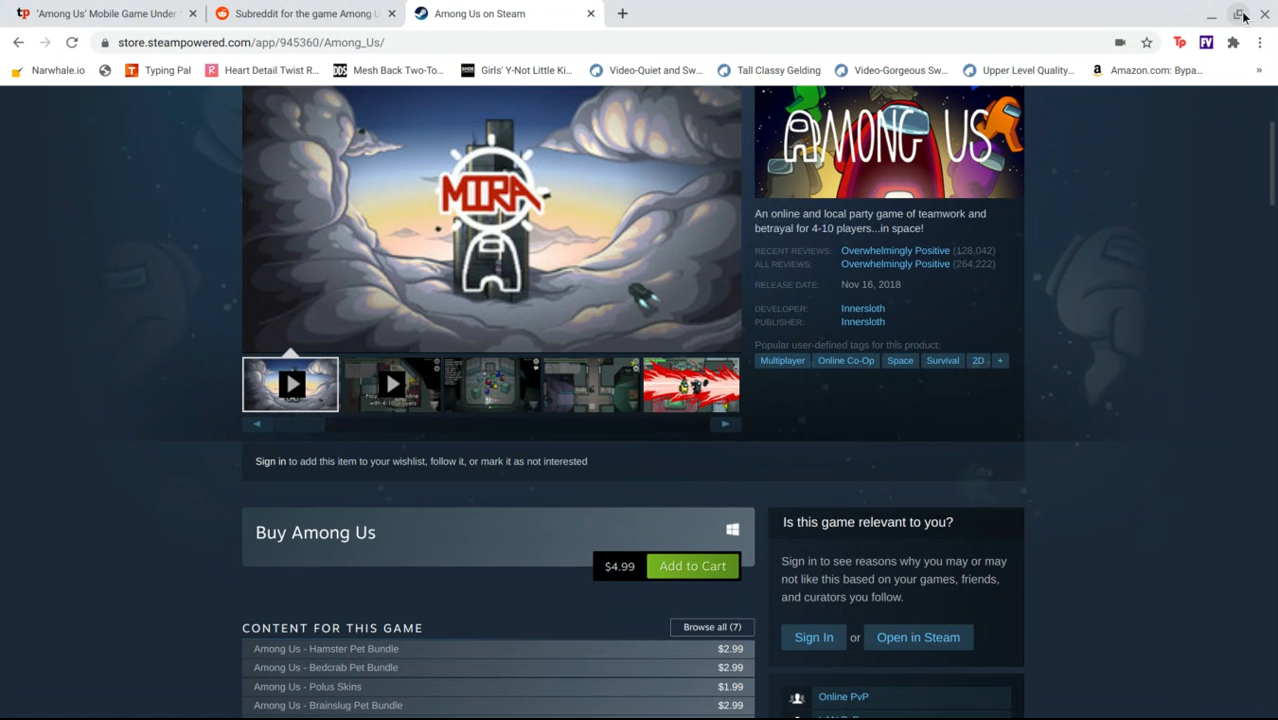 'Among Us' Mobile Game Under
Subreddit for the game Among U
Among Us on Steam
store.steampowered.com/app/945360/Among_Us/
Tp
FV
Narwhale.io
Typing Pal
Heart Detail Twist R...
Mesh Back Two-To...
Girls' Y-Not Little Ki...
Video-Quiet and Sw...
Tall Classy Gelding
Video-Gorgeous Sw...
Upper Level Quality...
Amazon.com: Bypa...
MIRA
AMONG US
An online and local party game of teamwork and
betrayal for 4-10 players...in space!
RECENT REVIEWS: Overwhelmingly Positive (128,042)
ALL REVIEWS: Overwhelmingly Positive (264,222)
RELEASE DATE: Nov 16, 2018
DEVELOPER: Innersloth
PUBLISHER: Innersloth
Popular user-defined tags for this product:
Multiplayer Online Co-Op Space Survival 2D +
with 4-10 players
Sign in to add this item to your wishlist, follow it, or mark it as not interested
Buy Among Us
$4.99 Add to Cart
Is this game relevant to you?
Sign in to see reasons why you may or may
not like this based on your games, friends,
and curators you follow.
Sign In or Open in Steam
CONTENT FOR THIS GAME Browse all (7)
Among Us - Hamster Pet Bundle $2.99
Among Us - Bedcrab Pet Bundle $2.99
Among Us - Polus Skins $1.99
Among Us - Brainslug Pet Bundle $2.99
Online PvP